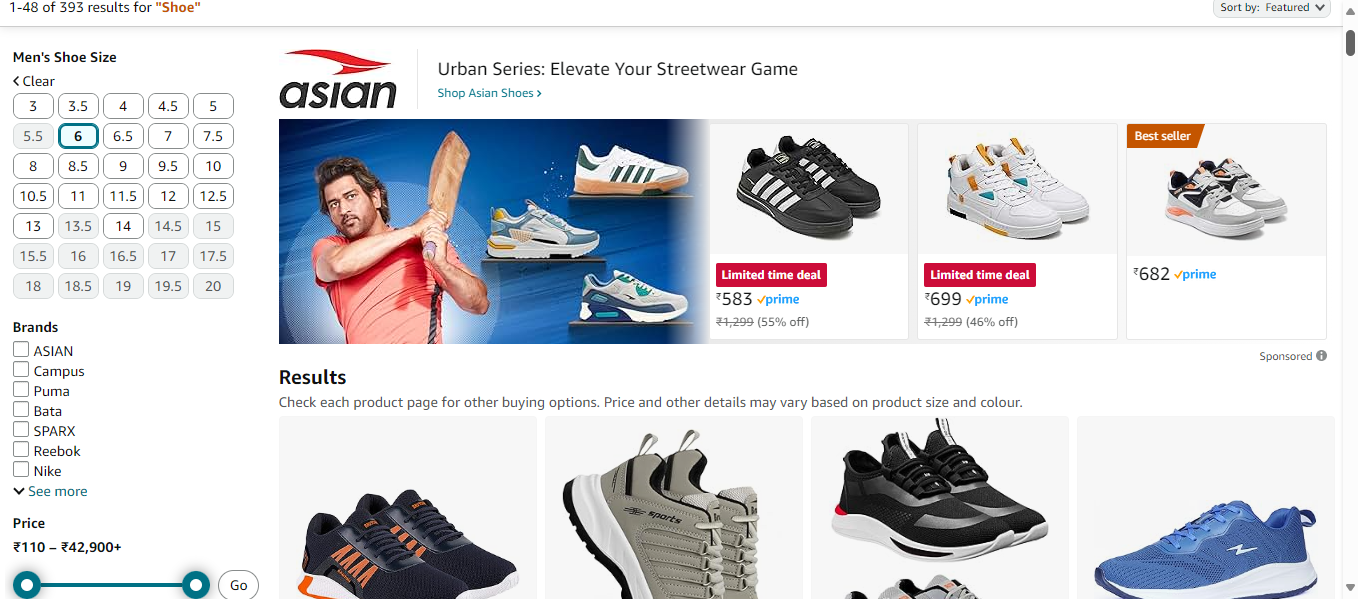 1-48 of 393 results for "Shoe"
Sort by: Featured
Men's Shoe Size
Clear
3 3.5 4 4.5 5
5.5 6 6.5 7 7.5
8 8.5 9 9.5 10
10.5 11 11.5 12 12.5
13 13.5 14 14.5 15
15.5 16 16.5 17 17.5
18 18.5 19 19.5 20
Brands
ASIAN
Campus
Puma
Bata
SPARX
Reebok
Nike
See more
Price
₹110 – ₹42,900+
Go
asian
Urban Series: Elevate Your Streetwear Game
Shop Asian Shoes ›
Limited time deal
₹583 prime
₹1,299 (55% off)
Limited time deal
₹699 prime
₹1,299 (46% off)
Best seller
₹682 prime
Sponsored
Results
Check each product page for other buying options. Price and other details may vary based on product size and colour.
sports